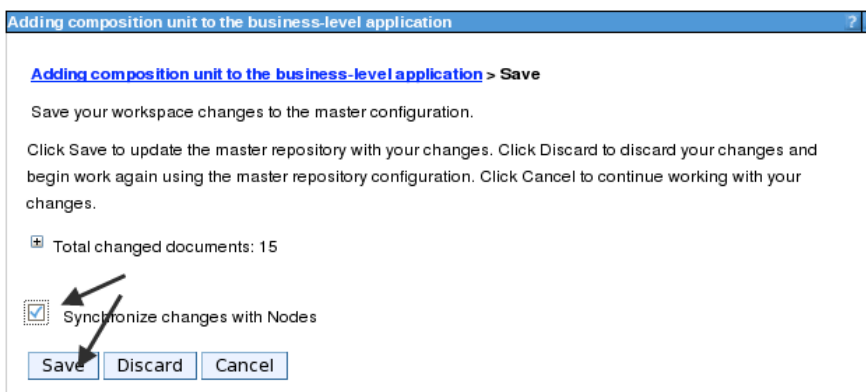 Adding composition unit to the business-level application ?
Adding composition unit to the business-level application > Save
Save your workspace changes to the master configuration.
Click Save to update the master repository with your changes. Click Discard to discard your changes and
begin work again using the master repository configuration. Click Cancel to continue working with your
changes.
Total changed documents: 15
Synchronize changes with Nodes
Save Discard Cancel